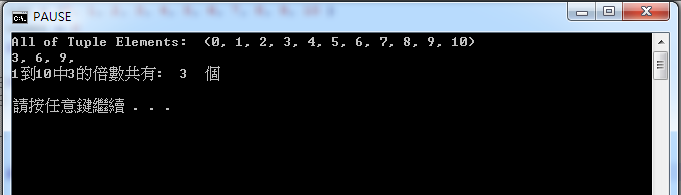 PAUSE
All of Tuple Elements:  (0, 1, 2, 3, 4, 5, 6, 7, 8, 9, 10)
3, 6, 9,
1到10中3的倍數共有:  3  個
請按任意鍵繼續 . . .